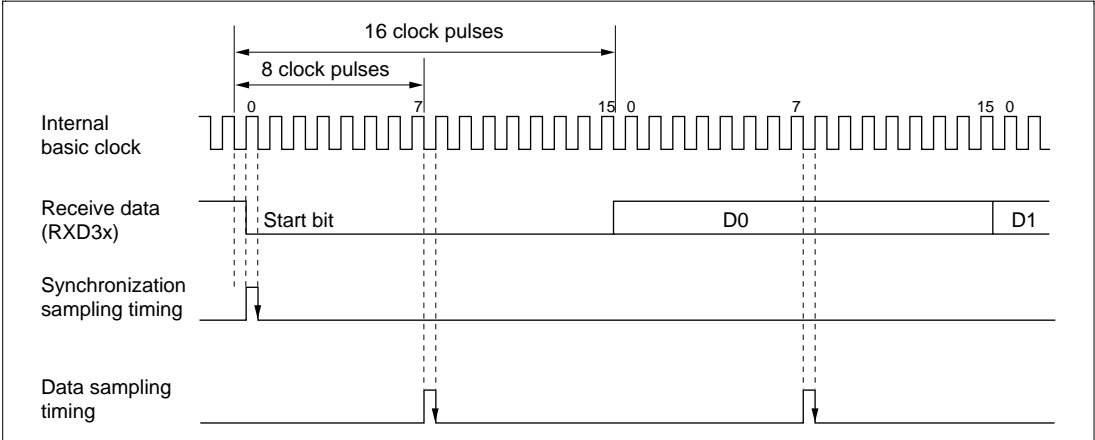 16 clock pulses
8 clock pulses
0 7 15 0 7 15 0
Internal
basic clock
Receive data
(RXD3x)
Start bit D0 D1
Synchronization
sampling timing
Data sampling
timing